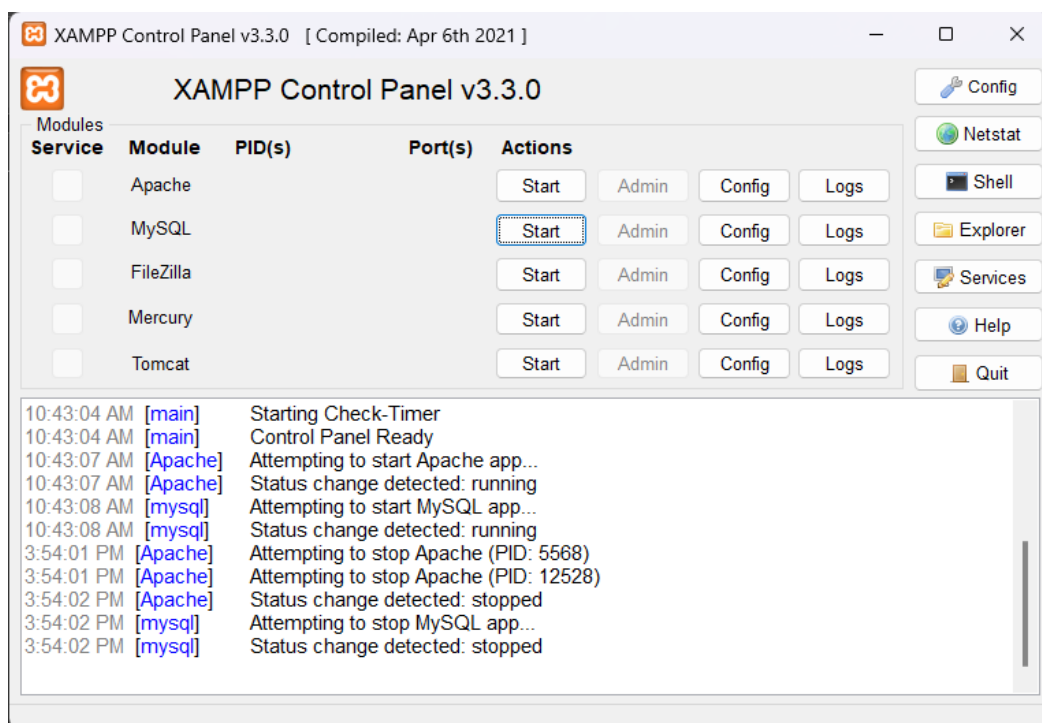 XAMPP Control Panel v3.3.0 [ Compiled: Apr 6th 2021 ]
XAMPP Control Panel v3.3.0
Config
Modules
Netstat
Service Module PID(s) Port(s) Actions
Apache Start Admin Config Logs
Shell
MySQL Start Admin Config Logs
Explorer
FileZilla Start Admin Config Logs
Services
Mercury Start Admin Config Logs
Help
Tomcat Start Admin Config Logs
Quit
10:43:04 AM [main] Starting Check-Timer
10:43:04 AM [main] Control Panel Ready
10:43:07 AM [Apache] Attempting to start Apache app...
10:43:07 AM [Apache] Status change detected: running
10:43:08 AM [mysql] Attempting to start MySQL app...
10:43:08 AM [mysql] Status change detected: running
3:54:01 PM [Apache] Attempting to stop Apache (PID: 5568)
3:54:01 PM [Apache] Attempting to stop Apache (PID: 12528)
3:54:02 PM [Apache] Status change detected: stopped
3:54:02 PM [mysql] Attempting to stop MySQL app...
3:54:02 PM [mysql] Status change detected: stopped